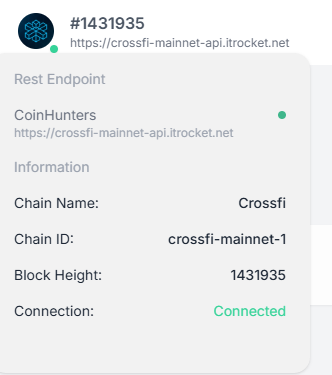 #1431935
https://crossfi-mainnet-api.itrocket.net
Rest Endpoint
CoinHunters
https://crossfi-mainnet-api.itrocket.net
Information
Chain Name: Crossfi
Chain ID: crossfi-mainnet-1
Block Height: 1431935
Connection: Connected